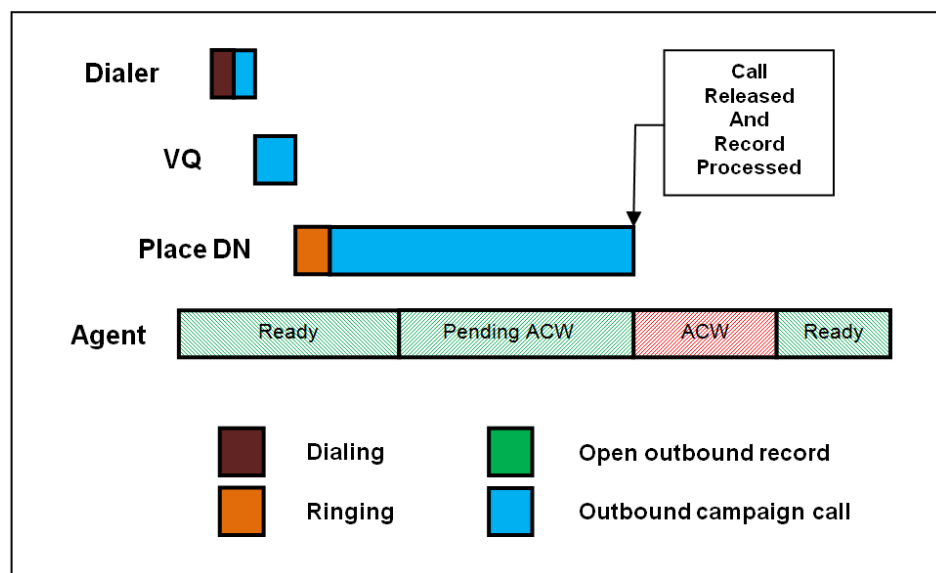 Dialer
Call
Released
And
Record
Processed
VQ
Place DN
Agent
Ready
Pending ACW
ACW
Ready
Dialing
Open outbound record
Ringing
Outbound campaign call